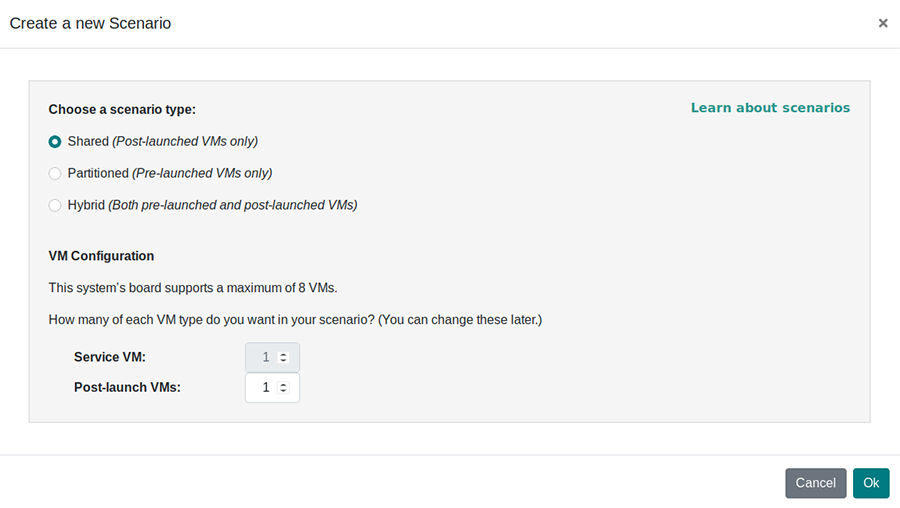 Create a new Scenario ×
Choose a scenario type: Learn about scenarios
Shared (Post-launched VMs only)
Partitioned (Pre-launched VMs only)
Hybrid (Both pre-launched and post-launched VMs)
VM Configuration
This system's board supports a maximum of 8 VMs.
How many of each VM type do you want in your scenario? (You can change these later.)
Service VM: 1
Post-launch VMs: 1
Cancel Ok